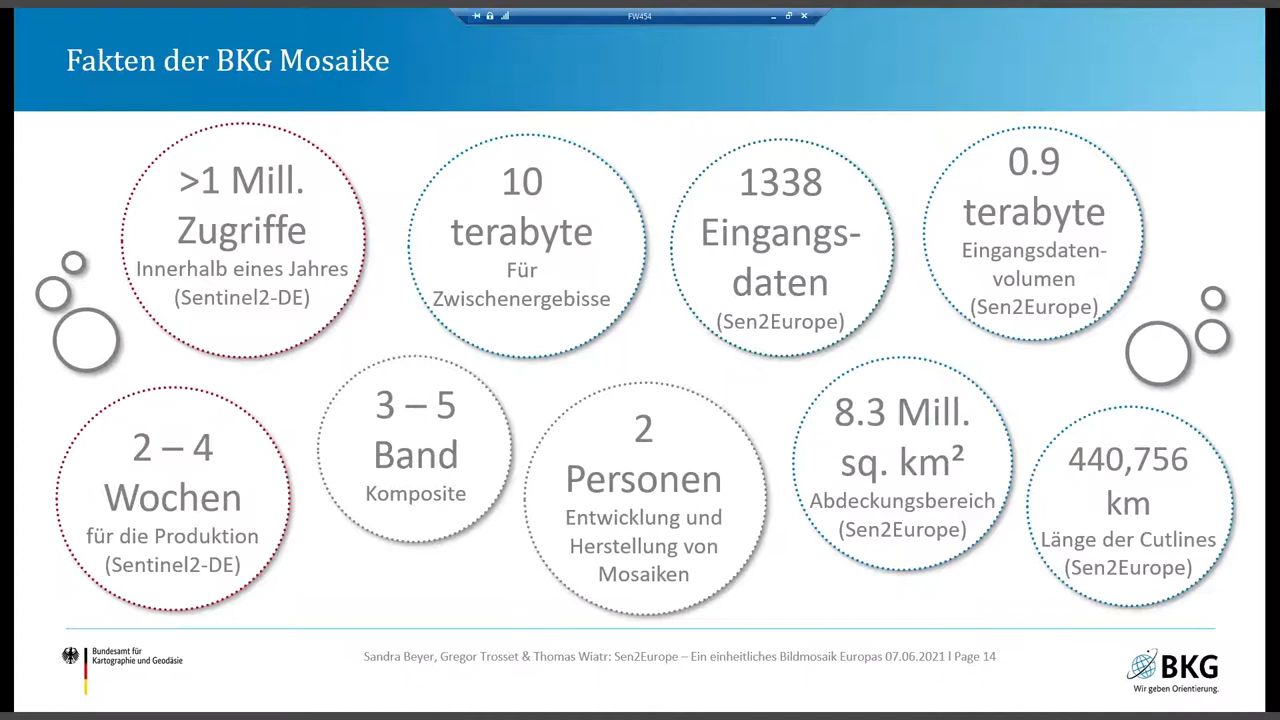 FW454
Fakten der BKG Mosaike
>1 Mill.
Zugriffe
Innerhalb eines Jahres
(Sentinel2-DE)
10
terabyte
Für
Zwischenergebisse
1338
Eingangs-
daten
(Sen2Europe)
0.9
terabyte
Eingangsdaten-
volumen
(Sen2Europe)
2 – 4
Wochen
für die Produktion
(Sentinel2-DE)
3 – 5
Band
Komposite
2
Personen
Entwicklung und
Herstellung von
Mosaiken
8.3 Mill.
sq. km²
Abdeckungsbereich
(Sen2Europe)
440,756
km
Länge der Cutlines
(Sen2Europe)
Bundesamt für
Kartographie und Geodäsie
Sandra Beyer, Gregor Trosset & Thomas Wiatr: Sen2Europe – Ein einheitliches Bildmosaik Europas 07.06.2021 l Page 14
BKG
Wir geben Orientierung.